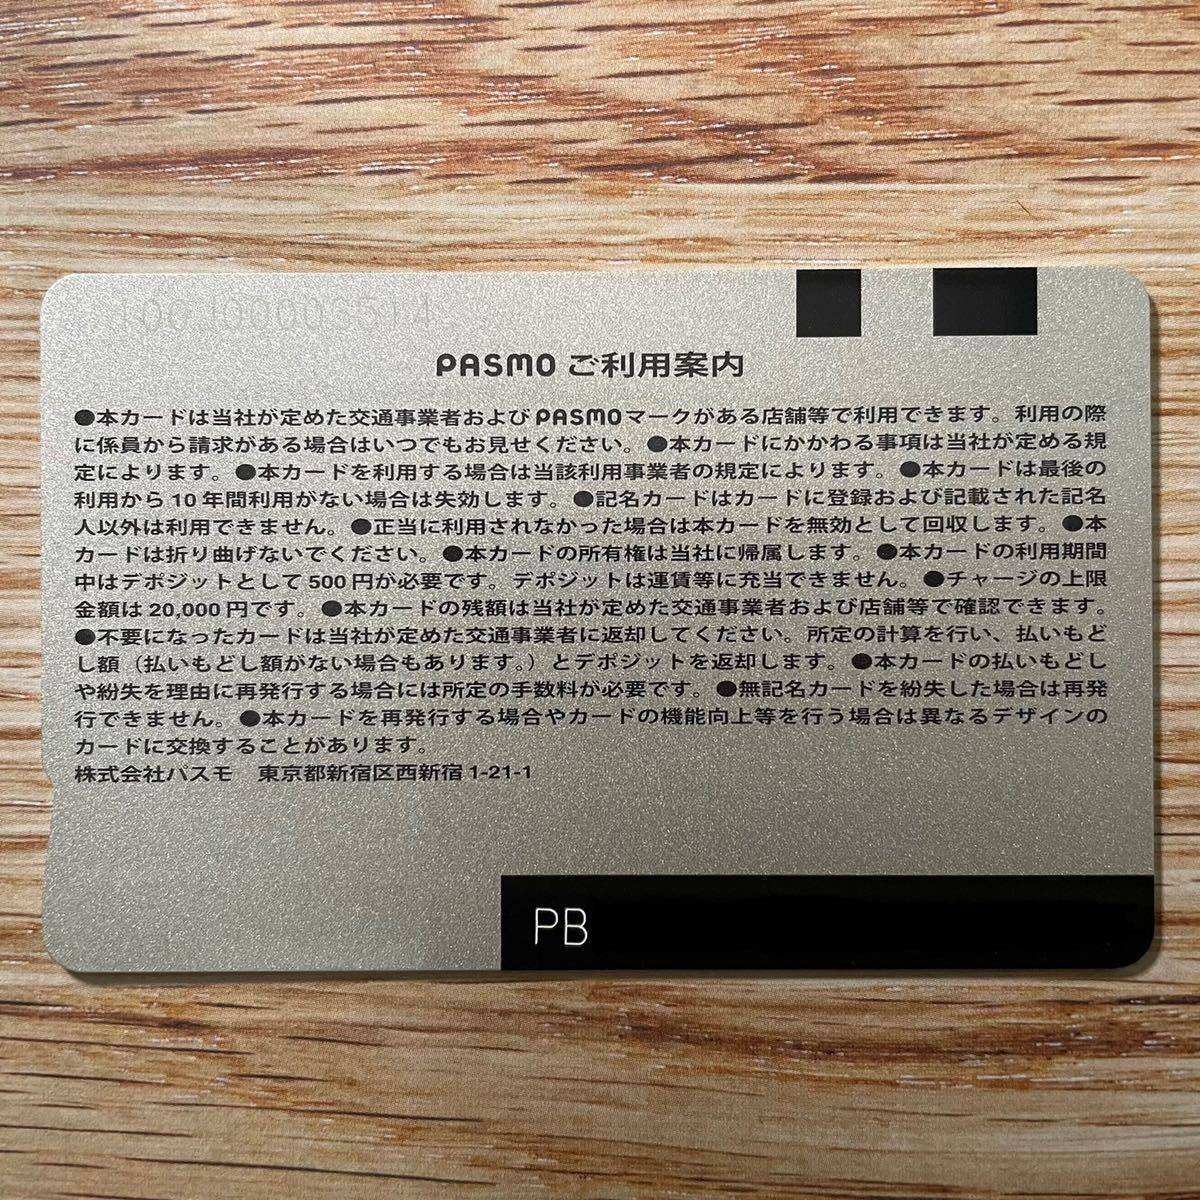 PASMO ご利用案内
●本カードは当社が定めた交通事業者およびPASMOマークがある店舗等で利用できます。利用の際
に係員から請求がある場合はいつでもお見せください。●本カードにかかわる事項は当社が定める規
定によります。●本カードを利用する場合は当該利用事業者の規定によります。●本カードは最後の
利用から10年間利用がない場合は失効します。●記名カードはカードに登録および記載された記名
人以外は利用できません。●正当に利用されなかった場合は本カードを無効として回収します。●本
カードは折り曲げないでください。●本カードの所有権は当社に帰属します。●本カードの利用期間
中はデポジットとして500円が必要です。デポジットは運賃等に充当できません。●チャージの上限
金額は20,000円です。●本カードの残額は当社が定めた交通事業者および店舗等で確認できます。
●不要になったカードは当社が定めた交通事業者に返却してください。所定の計算を行い、払いもど
し額（払いもどし額がない場合もあります。）とデポジットを返却します。●本カードの払いもどし
や紛失を理由に再発行する場合には所定の手数料が必要です。●無記名カードを紛失した場合は再発
行できません。●本カードを再発行する場合やカードの機能向上等を行う場合は異なるデザインの
カードに交換することがあります。
株式会社パスモ　東京都新宿区西新宿1-21-1
PB